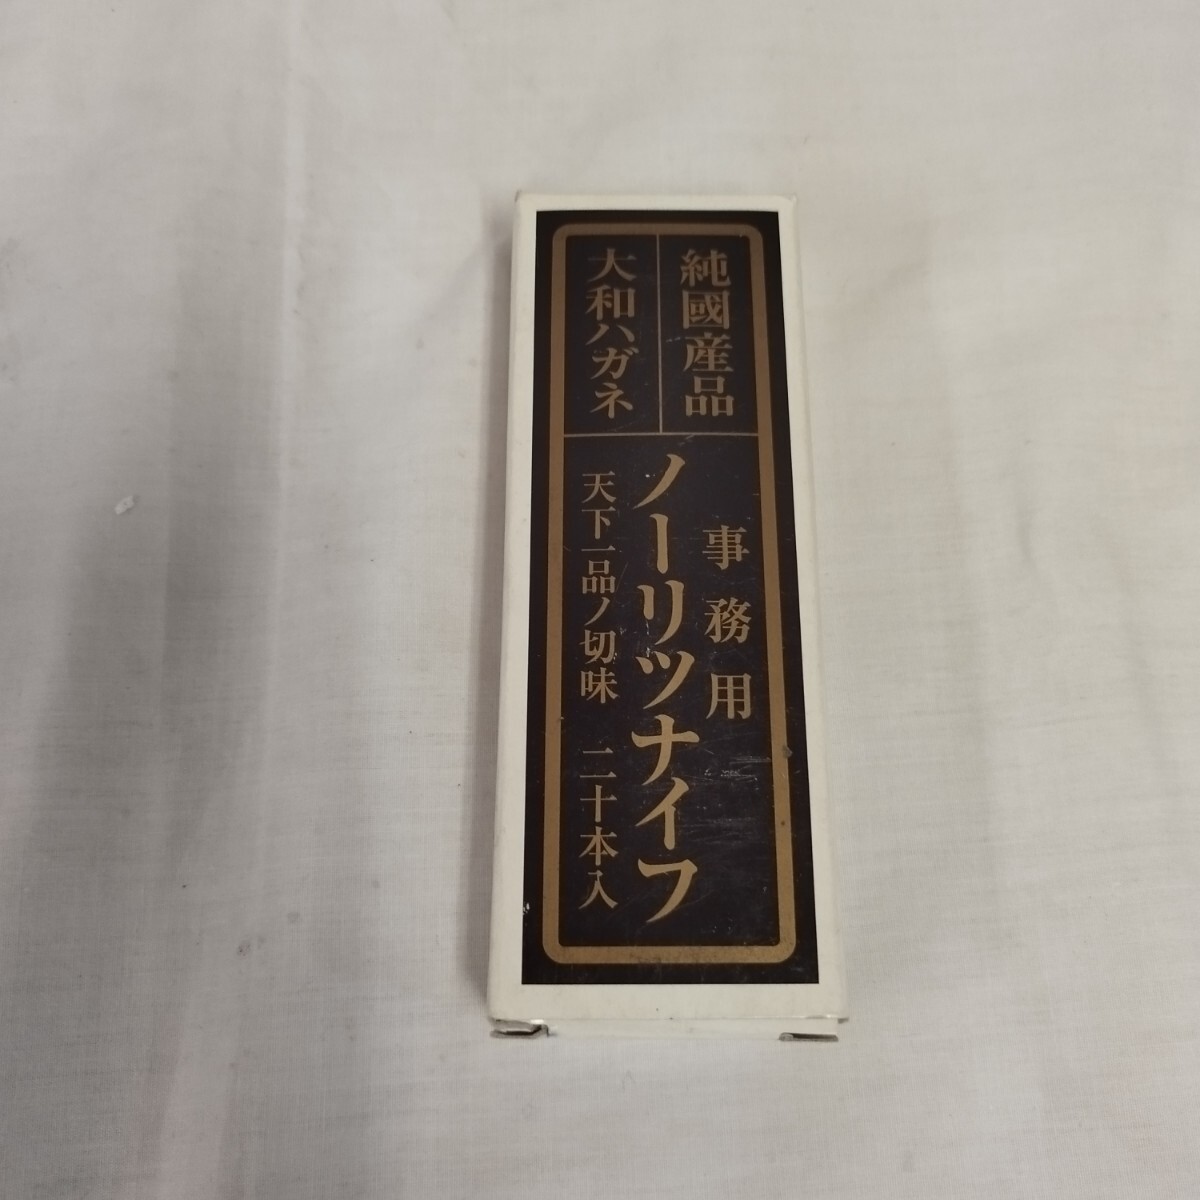 純國産品
大和ハガネ
事務用
ノーリツナイフ
天下一品ノ切味 二十本入